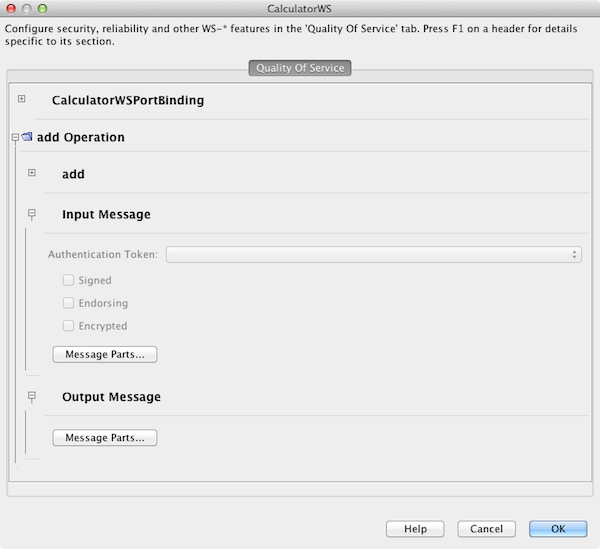 CalculatorWS
Configure security, reliability and other WS-* features in the 'Quality Of Service' tab. Press F1 on a header for details
specific to its section.
Quality Of Service
CalculatorWSPortBinding
add Operation
add
Input Message
Authentication Token:
Signed
Endorsing
Encrypted
Message Parts...
Output Message
Message Parts...
Help Cancel OK